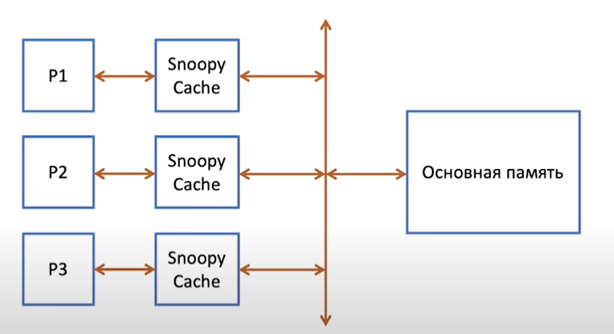 P1
Snoopy
Cache
P2
Snoopy
Cache
Основная память
P3
Snoopy
Cache